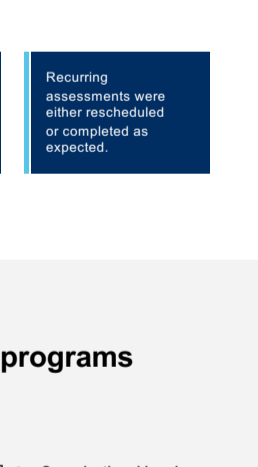 Recurring
assessments were
either rescheduled
or completed as
expected.
programs